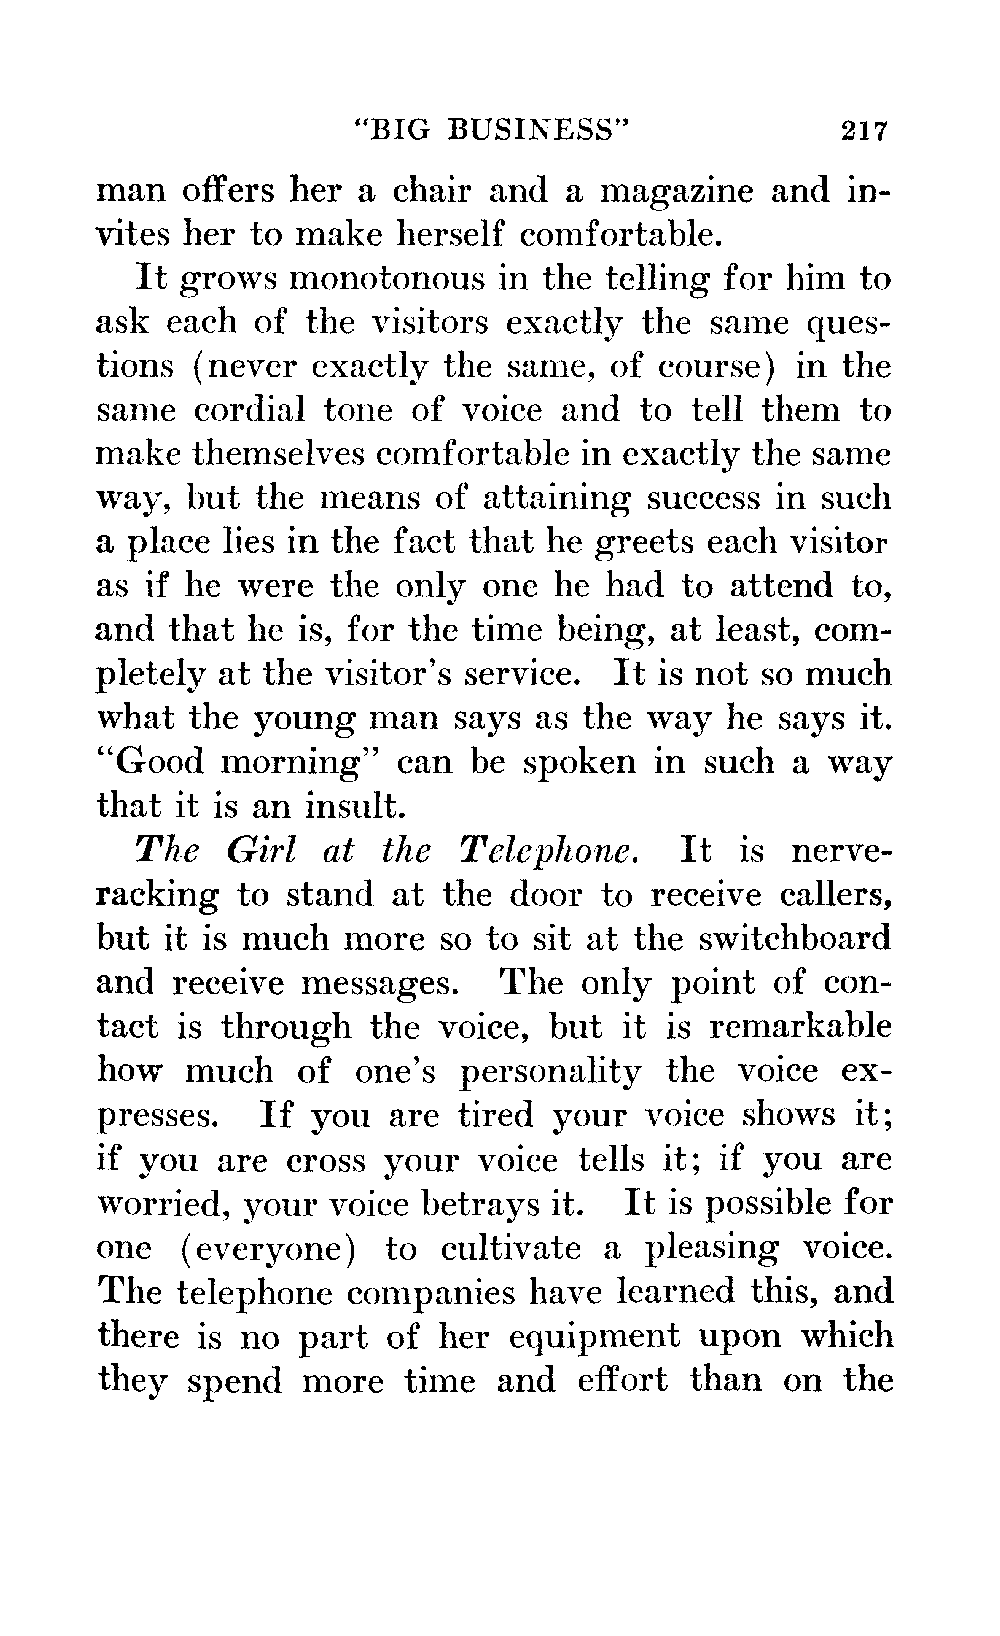 "BIG BUSINESS" 217
man offers her a chair and a magazine and in-
vites her to make herself comfortable.
It grows monotonous in the telling for him to
ask each of the visitors exactly the same ques-
tions (never exactly the same, of course) in the
same cordial tone of voice and to tell them to
make themselves comfortable in exactly the same
way, but the means of attaining success in such
a place lies in the fact that he greets each visitor
as if he were the only one he had to attend to,
and that he is, for the time being, at least, com-
pletely at the visitor's service. It is not so much
what the young man says as the way he says it.
"Good morning" can be spoken in such a way
that it is an insult.
The Girl at the Telephone. It is nerve-
racking to stand at the door to receive callers,
but it is much more so to sit at the switchboard
and receive messages. The only point of con-
tact is through the voice, but it is remarkable
how much of one's personality the voice ex-
presses. If you are tired your voice shows it;
if you are cross your voice tells it; if you are
worried, your voice betrays it. It is possible for
one (everyone) to cultivate a pleasing voice.
The telephone companies have learned this, and
there is no part of her equipment upon which
they spend more time and effort than on the